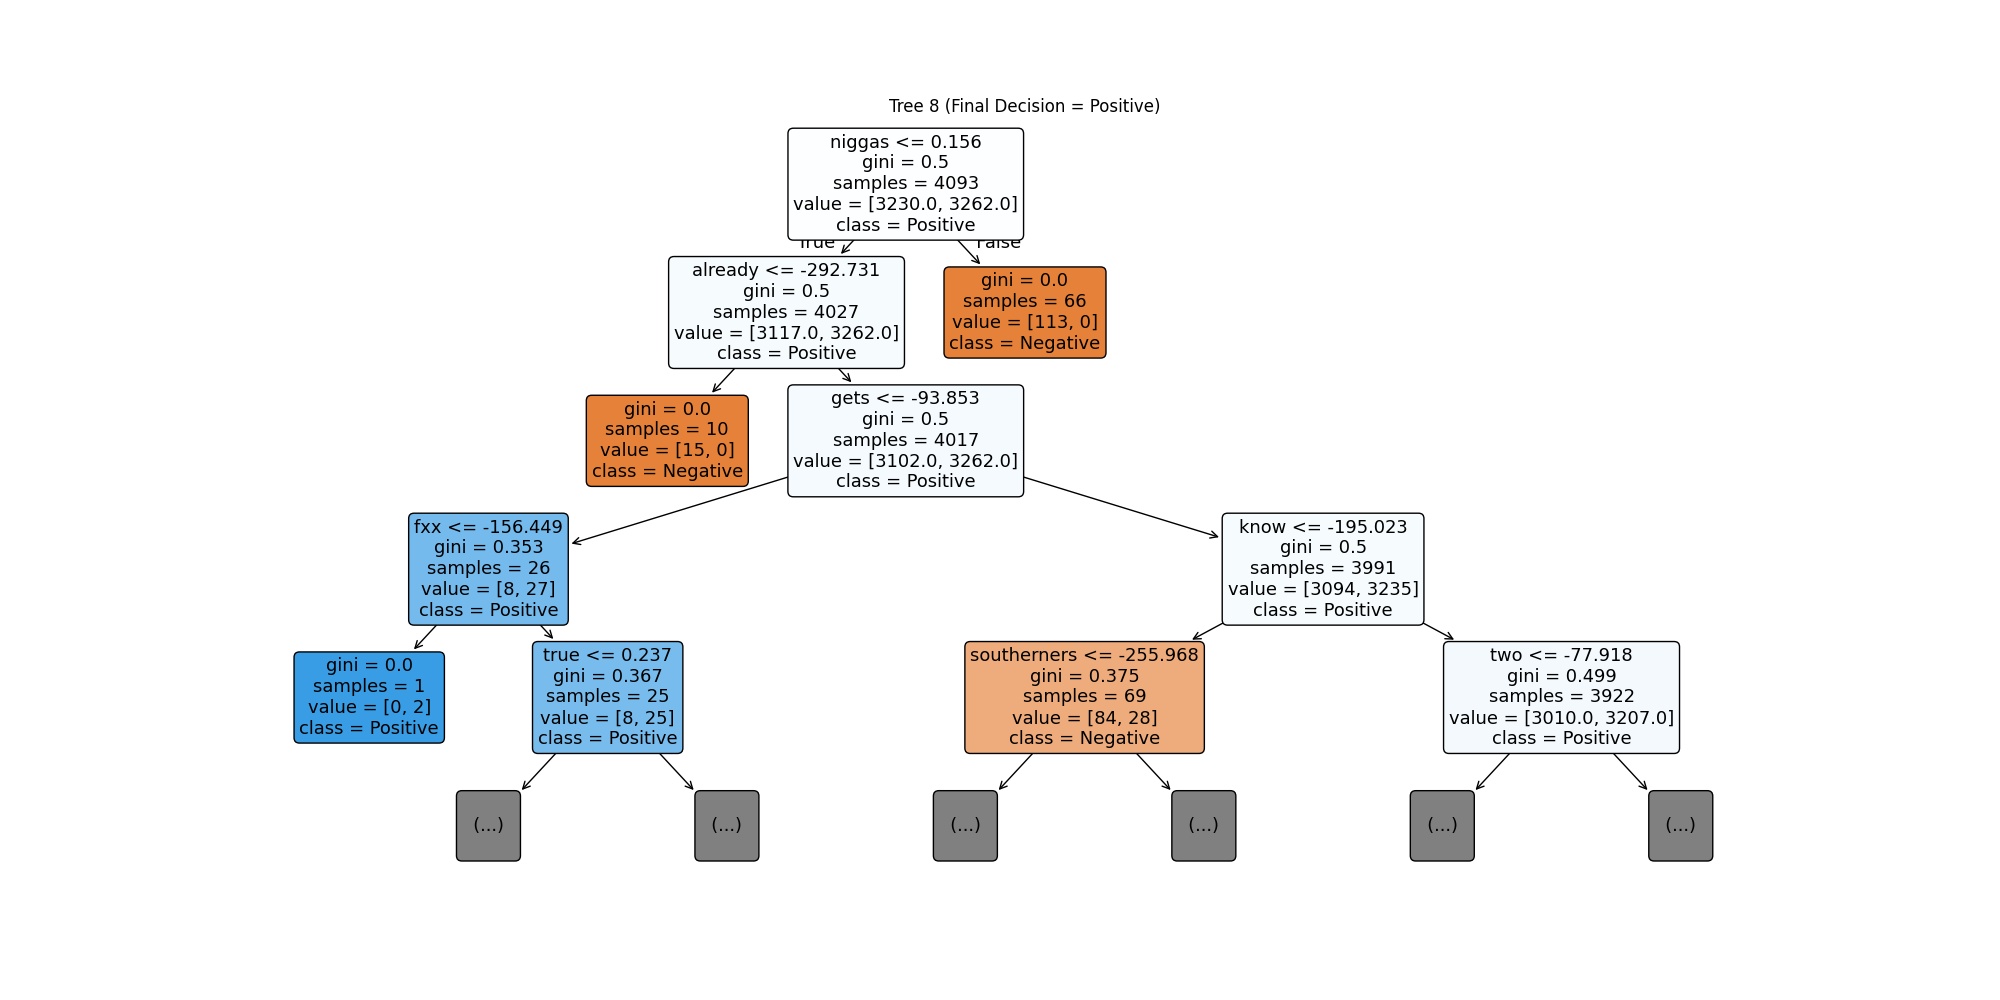 Tree 8 (Final Decision = Positive)
niggas <= 0.156
gini = 0.5
samples = 4093
value = [3230.0, 3262.0]
class = Positive
True
False
already <= -292.731
gini = 0.5
samples = 4027
value = [3117.0, 3262.0]
class = Positive
gini = 0.0
samples = 66
value = [113, 0]
class = Negative
gini = 0.0
samples = 10
value = [15, 0]
class = Negative
gets <= -93.853
gini = 0.5
samples = 4017
value = [3102.0, 3262.0]
class = Positive
fxx <= -156.449
gini = 0.353
samples = 26
value = [8, 27]
class = Positive
know <= -195.023
gini = 0.5
samples = 3991
value = [3094, 3235]
class = Positive
gini = 0.0
samples = 1
value = [0, 2]
class = Positive
true <= 0.237
gini = 0.367
samples = 25
value = [8, 25]
class = Positive
southerners <= -255.968
gini = 0.375
samples = 69
value = [84, 28]
class = Negative
two <= -77.918
gini = 0.499
samples = 3922
value = [3010.0, 3207.0]
class = Positive
(...)
(...)
(...)
(...)
(...)
(...)